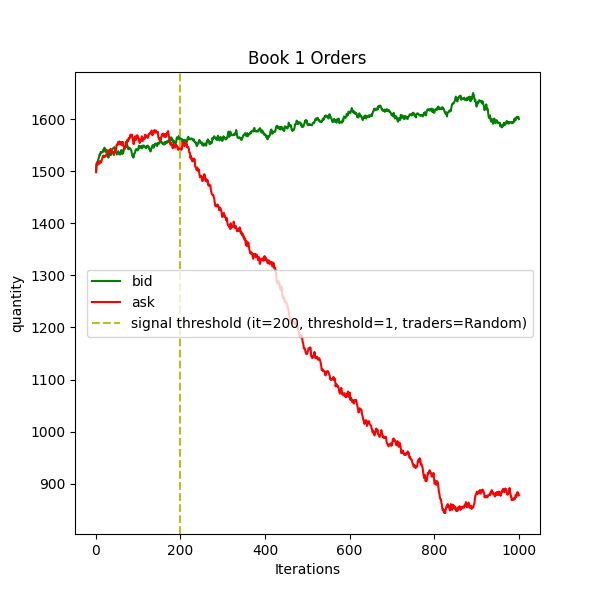 Book 1 Orders
1600
1500
1400
1300
1200
1100
1000
900
quantity
bid
ask
signal threshold (it=200, threshold=1, traders=Random)
0 200 400 600 800 1000
Iterations